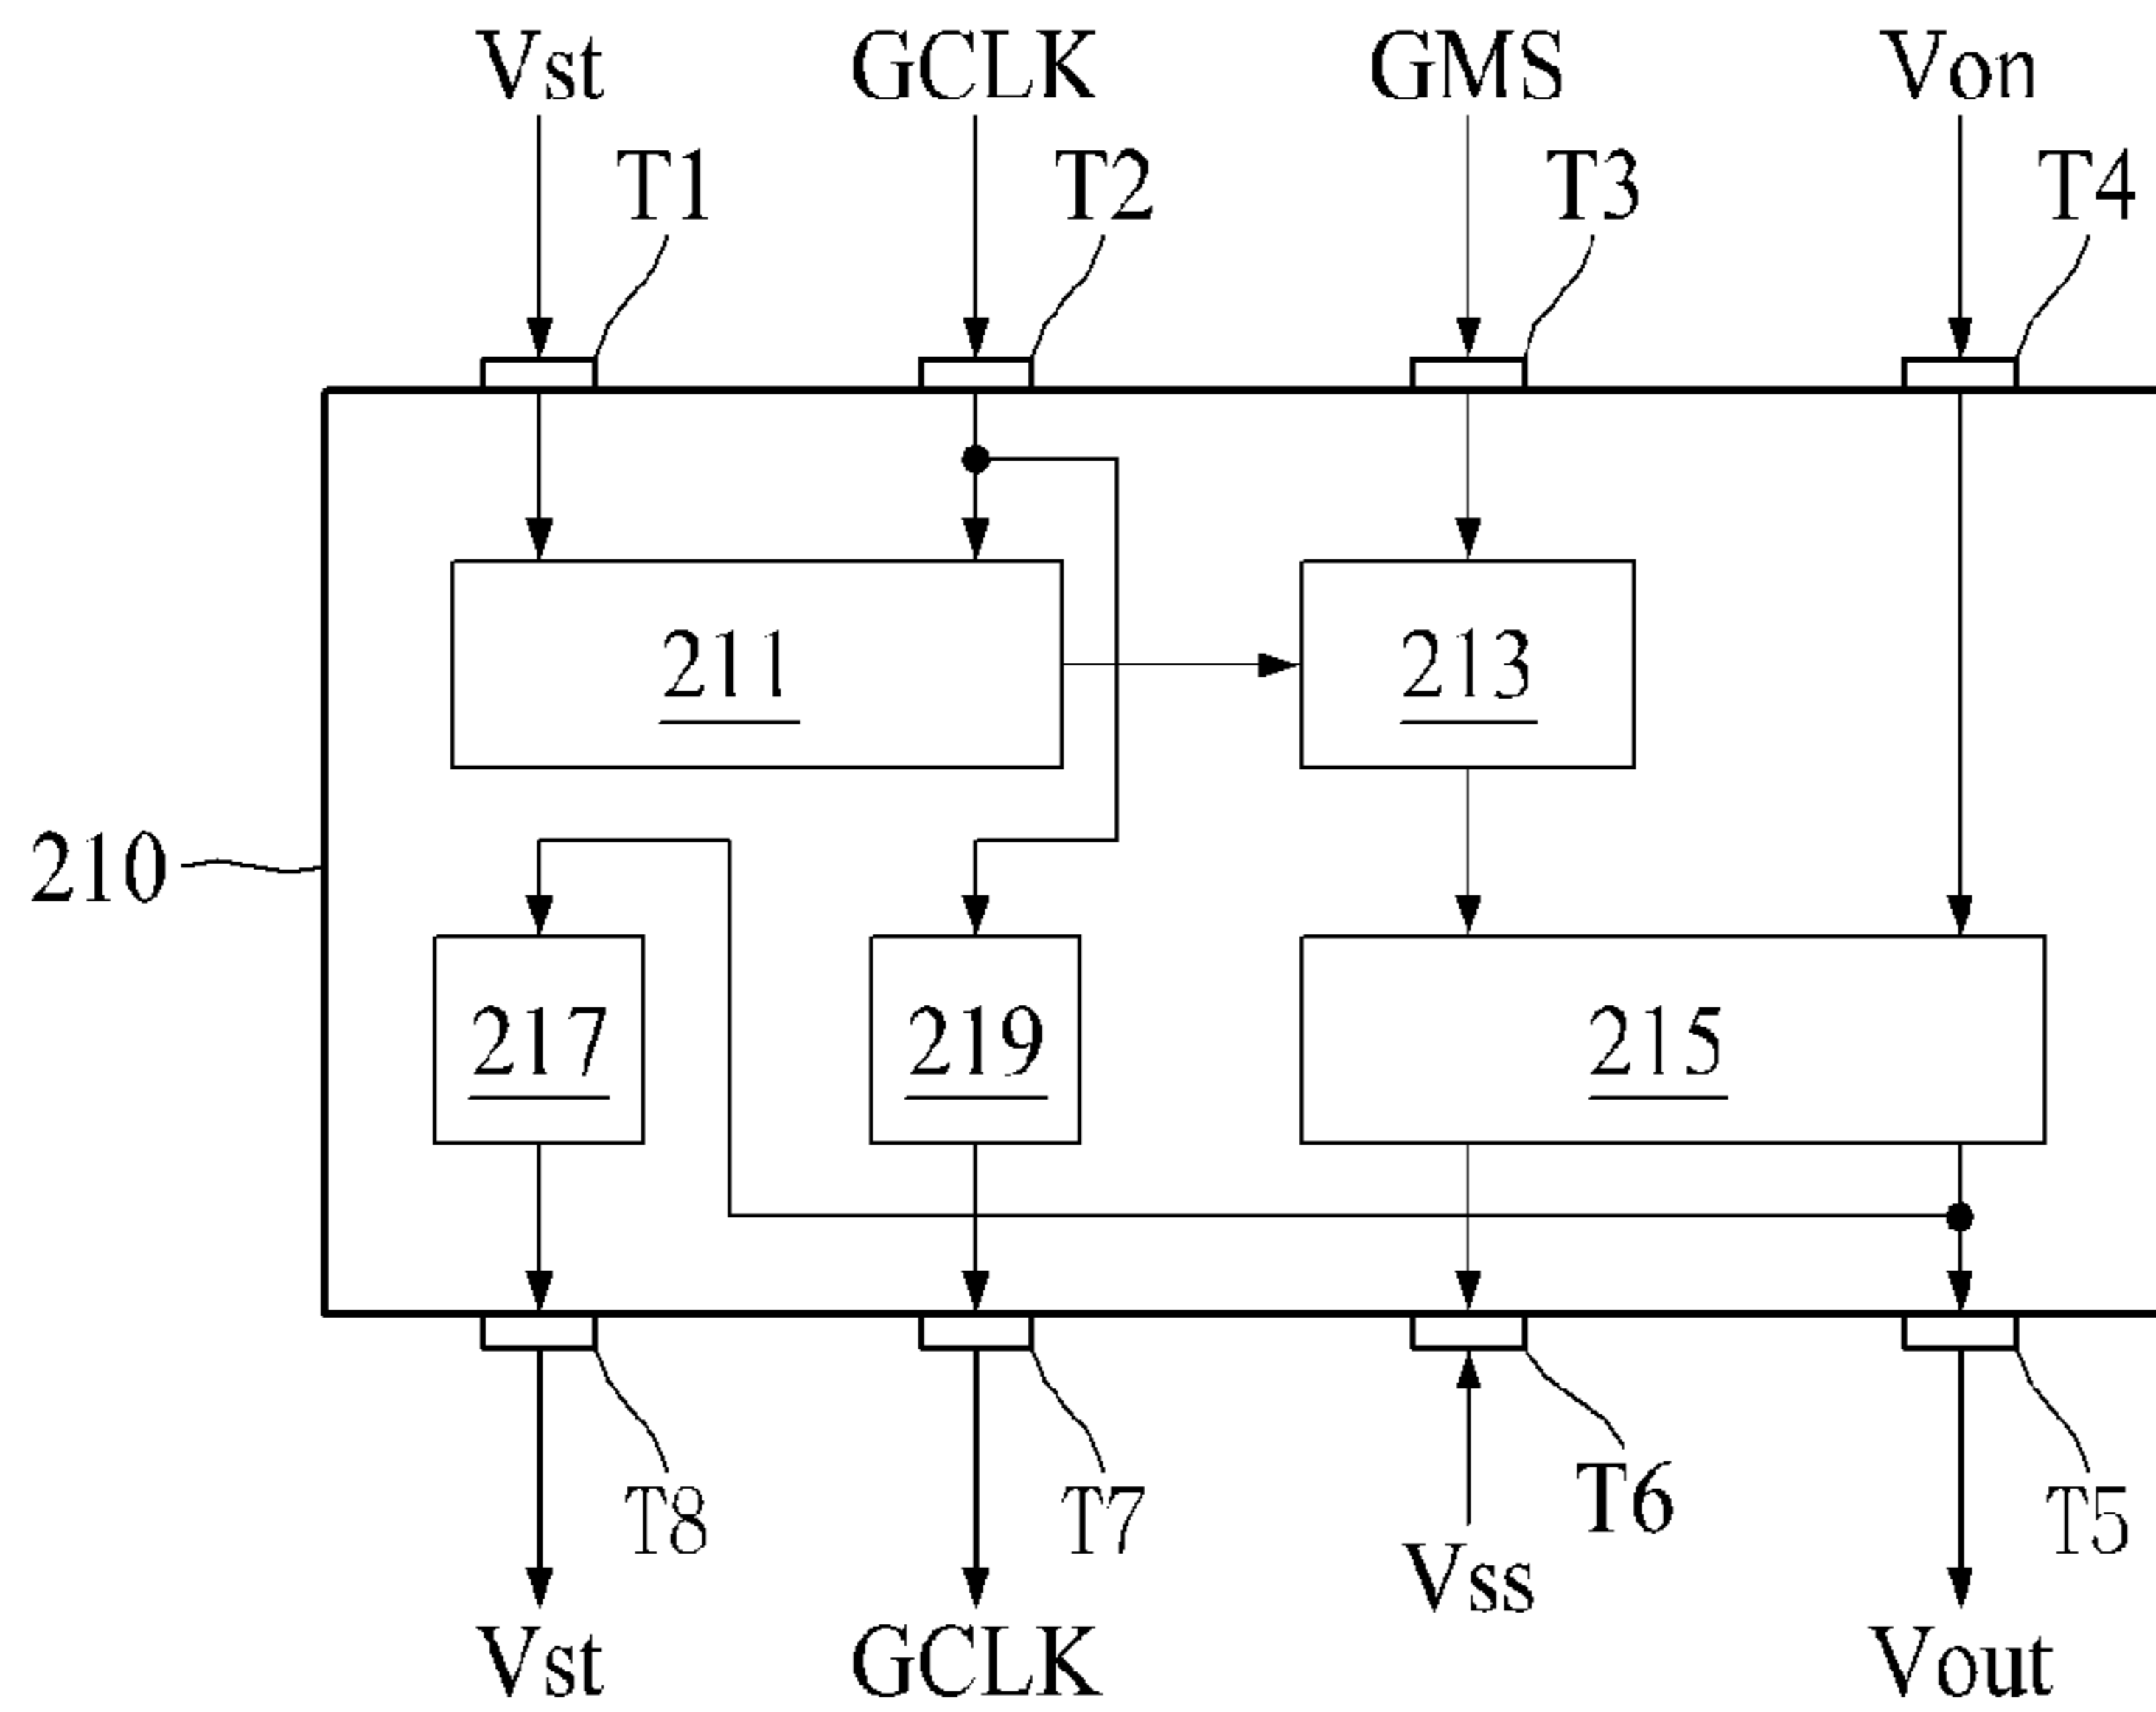 Vst GCLK GMS Von
T1 T2 T3 T4
211 213
210
217 219 215
T8 T7 T6 T5
Vss
Vst GCLK Vout